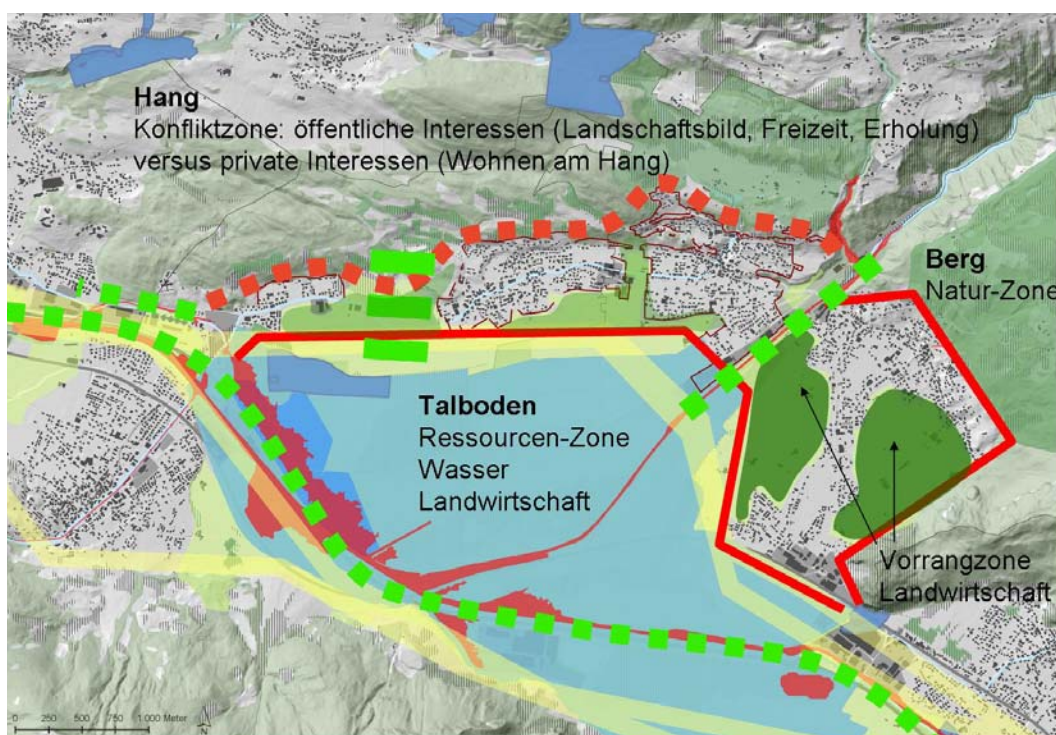 Hang
Konfliktzone: öffentliche Interessen (Landschaftsbild, Freizeit, Erholung)
versus private Interessen (Wohnen am Hang)
Berg
Natur-Zone
Talboden
Ressourcen-Zone
Wasser
Landwirtschaft
Vorrangzone
Landwirtschaft
0 250 500 750 1.000 Meter